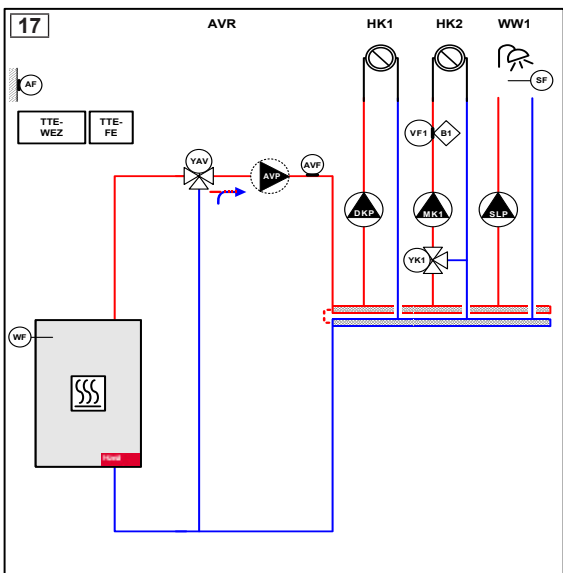 17
AVR
HK1
HK2
WW1
AF
SF
TTE-
WEZ
TTE-
FE
VF1
B1
YAV
AVP
AVF
DKP
MK1
SLP
YK1
WF